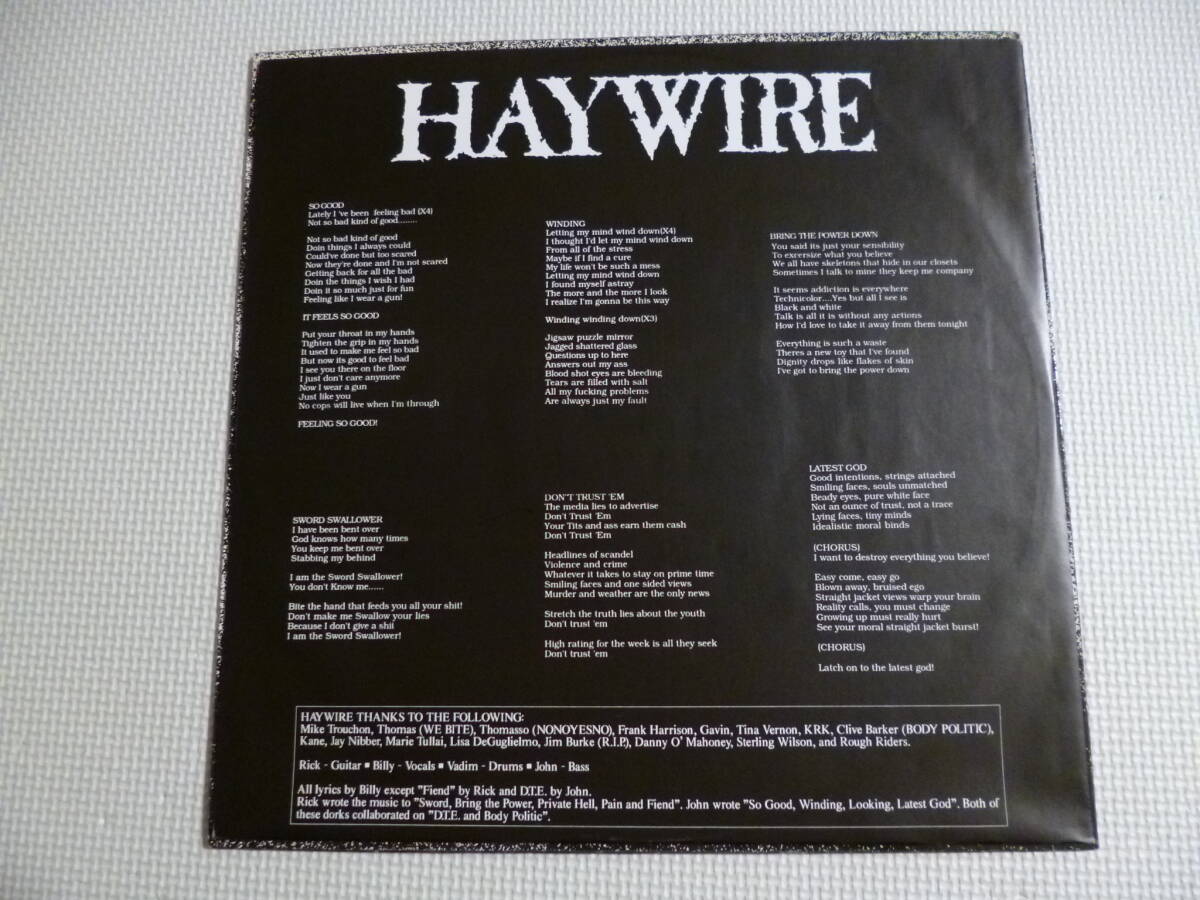 HAYWIRE
SO GOOD
Lately I 've been feeling bad (X4)
Not so bad kind of good........
Not so bad kind of good
Doin things I always could
Could've done but too scared
Now they're done and I'm not scared
Getting back for all the bad
Doin the things I wish I had
Doin it so much just for fun
Feeling like I wear a gun!
IT FEELS SO GOOD
Put your throat in my hands
Tighten the grip in my hands
It used to make me feel so bad
But now its good to feel bad
I see you there on the floor
I just don't care anymore
Now I wear a gun
Just like you
No cops will live when I'm through
FEELING SO GOOD!
SWORD SWALLOWER
I have been bent over
God knows how many times
You keep me bent over
Stabbing my behind
I am the Sword Swallower!
You don't Know me......
Bite the hand that feeds you all your shit!
Don't make me Swallow your lies
Because I don't give a shit
I am the Sword Swallower!
WINDING
Letting my mind wind down(X4)
I thought I'd let my mind wind down
From all of the stress
Maybe if I find a cure
My life won't be such a mess
Letting my mind wind down
I found myself astray
The more and the more I look
I realize I'm gonna be this way
Winding winding down(X3)
Jigsaw puzzle mirror
Jagged shattered glass
Questions up to here
Answers out my ass
Blood shot eyes are bleeding
Tears are filled with salt
All my fucking problems
Are always just my fault
DON'T TRUST 'EM
The media lies to advertise
Don't Trust 'Em
Your Tits and ass earn them cash
Don't Trust 'Em
Headlines of scandel
Violence and crime
Whatever it takes to stay on prime time
Smiling faces and one sided views
Murder and weather are the only news
Stretch the truth lies about the youth
Don't trust 'em
High rating for the week is all they seek
Don't trust 'em
BRING THE POWER DOWN
You said its just your sensibility
To exersize what you believe
We all have skeletons that hide in our closets
Sometimes I talk to mine they keep me company
It seems addiction is everywhere
Technicolor....Yes but all I see is
Black and white
Talk is all it is without any actions
How I'd love to take it away from them tonight
Everything is such a waste
Theres a new toy that I've found
Dignity drops like flakes of skin
I've got to bring the power down
LATEST GOD
Good intentions, strings attached
Smiling faces, souls unmatched
Beady eyes, pure white face
Not an ounce of trust, not a trace
Lying faces, tiny minds
Idealistic moral binds
(CHORUS)
I want to destroy everything you believe!
Easy come, easy go
Blown away, bruised ego
Straight jacket views warp your brain
Reality calls, you must change
Growing up must really hurt
See your moral straight jacket burst!
(CHORUS)
Latch on to the latest god!
HAYWIRE THANKS TO THE FOLLOWING:
Mike Trouchon, Thomas (WE BITE), Thomasso (NONOYESNO), Frank Harrison, Gavin, Tina Vernon, KRK, Clive Barker (BODY POLITIC),
Kane, Jay Nibber, Marie Tullai, Lisa DeGuglielmo, Jim Burke (R.I.P.), Danny O' Mahoney, Sterling Wilson, and Rough Riders.
Rick - Guitar ■ Billy - Vocals ■ Vadim - Drums ■ John - Bass
All lyrics by Billy except "Fiend" by Rick and D.T.E. by John.
Rick wrote the music to "Sword, Bring the Power, Private Hell, Pain and Fiend". John wrote "So Good, Winding, Looking, Latest God". Both of
these dorks collaborated on "D.T.E. and Body Politic".